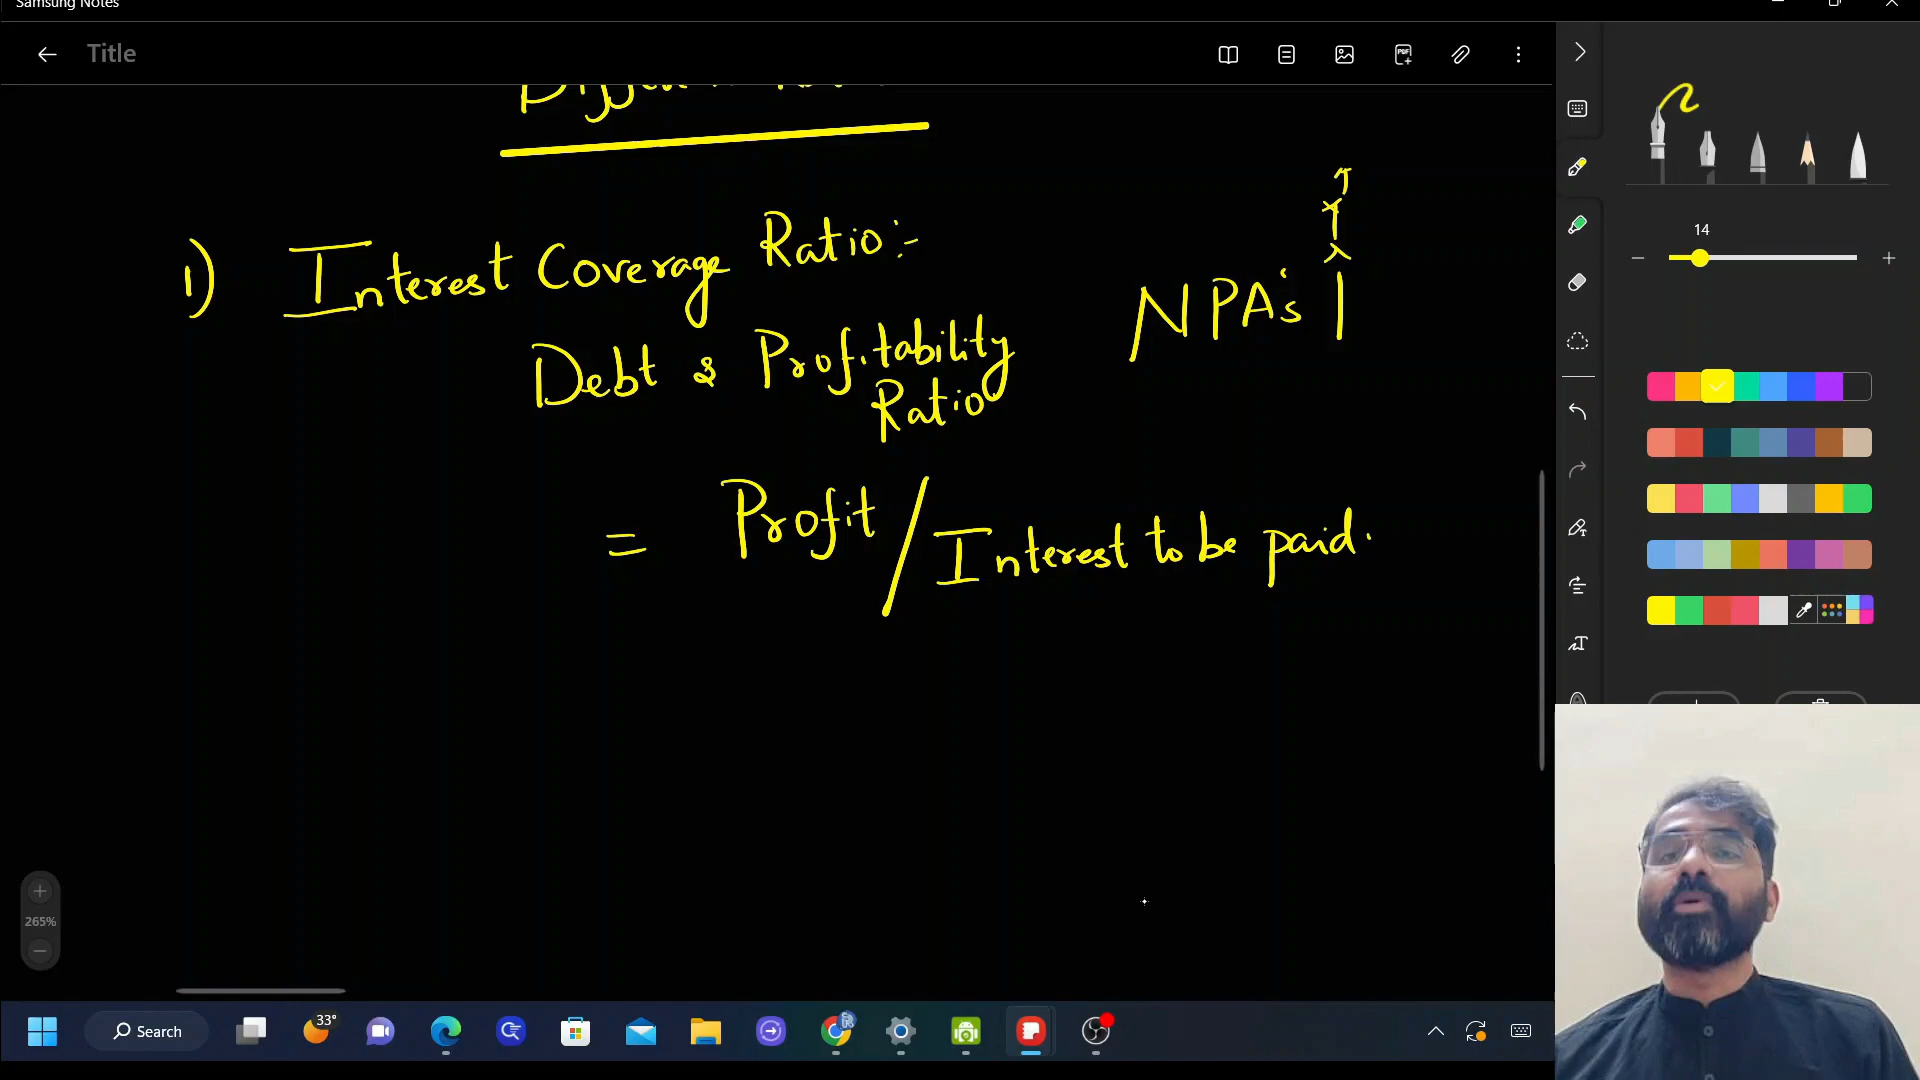 Samsung Notes
Title
1) Interest Coverage Ratio:-
NPA's
Debt & Profitability
Ratio
= Profit / Interest to be paid.
14
PDF
265%
33°
Search